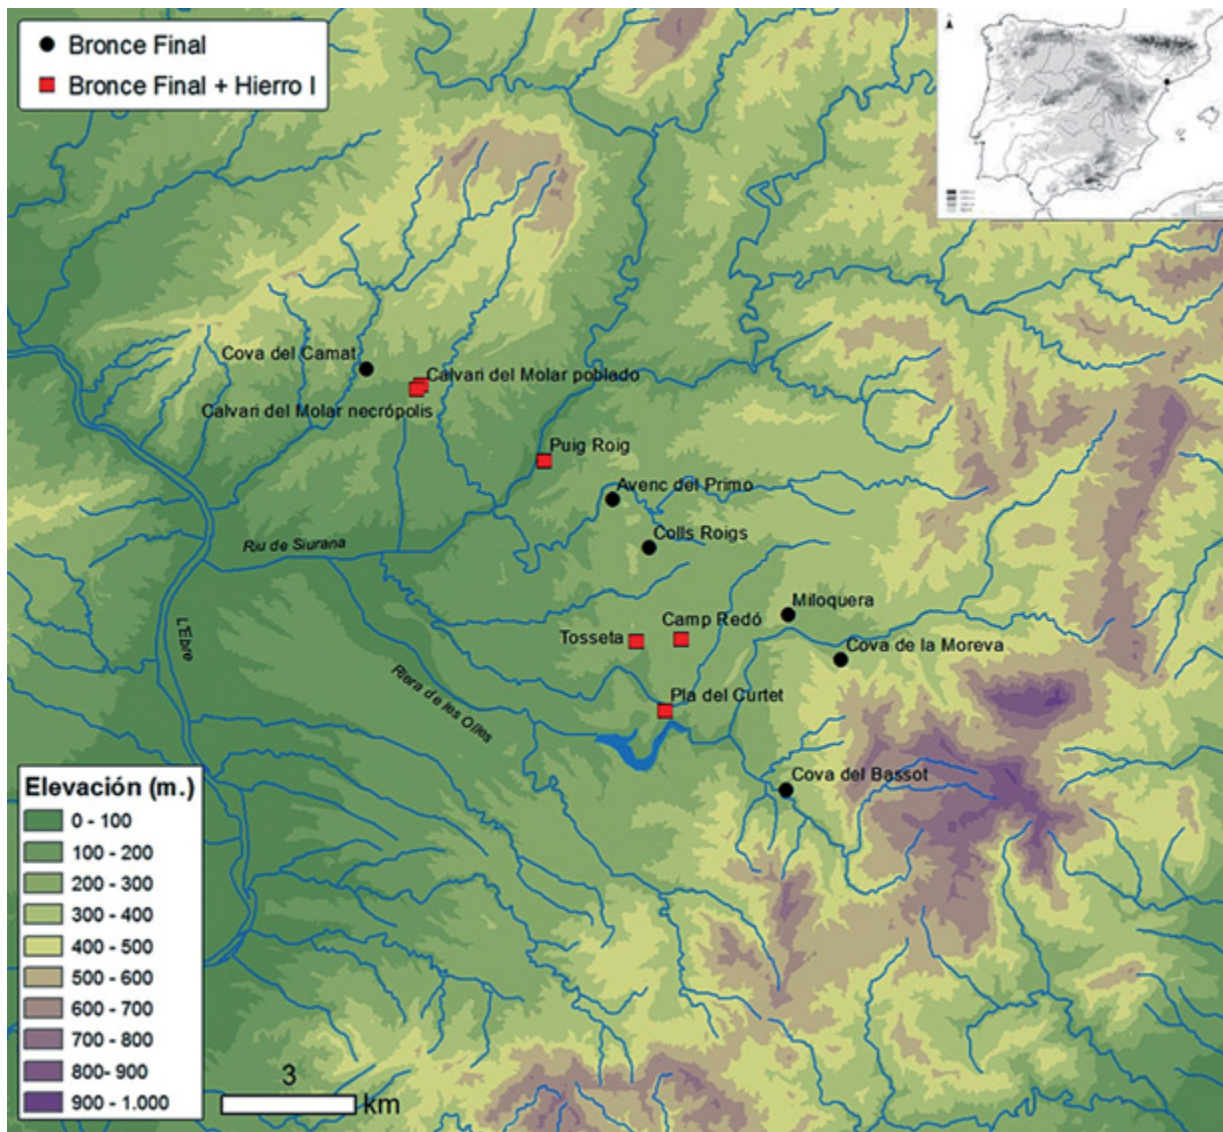 Bronce Final
Bronce Final + Hierro I
Cova del Camat
Calvari del Molar poblado
Calvari del Molar necrópolis
Puig Roig
Avenc del Primo
Colls Roigs
Riu de Siurana
Miloquera
Camp Redó
Tosseta
Cova de la Moreva
L'Ebre
Riera de les Olles
Pla del Curtet
Cova del Bassot
Elevación (m.)
0 - 100
100 - 200
200 - 300
300 - 400
400 - 500
500 - 600
600 - 700
700 - 800
800- 900
900 - 1.000
3
km